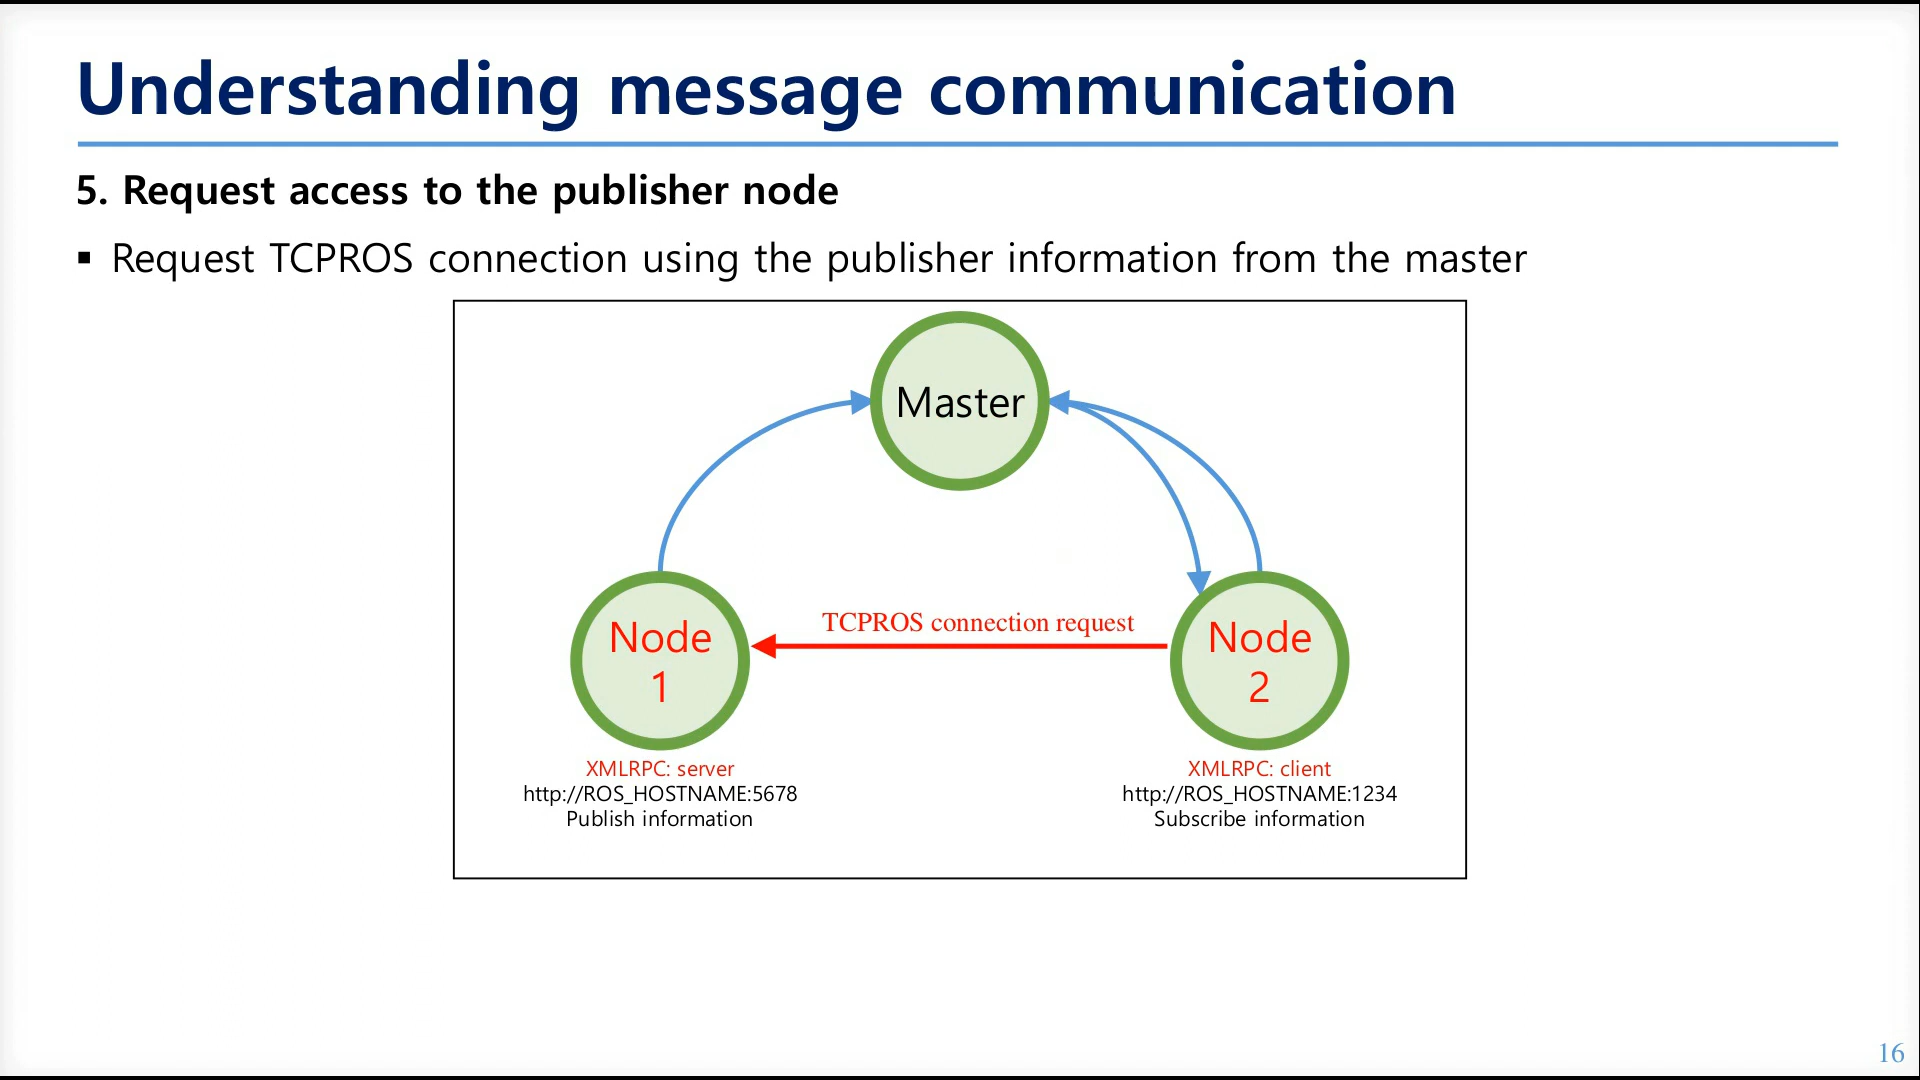 Understanding message communication
5. Request access to the publisher node
▪ Request TCPROS connection using the publisher information from the master
Master
TCPROS connection request
Node
1
Node
2
XMLRPC: server
http://ROS_HOSTNAME:5678
Publish information
XMLRPC: client
http://ROS_HOSTNAME:1234
Subscribe information
16